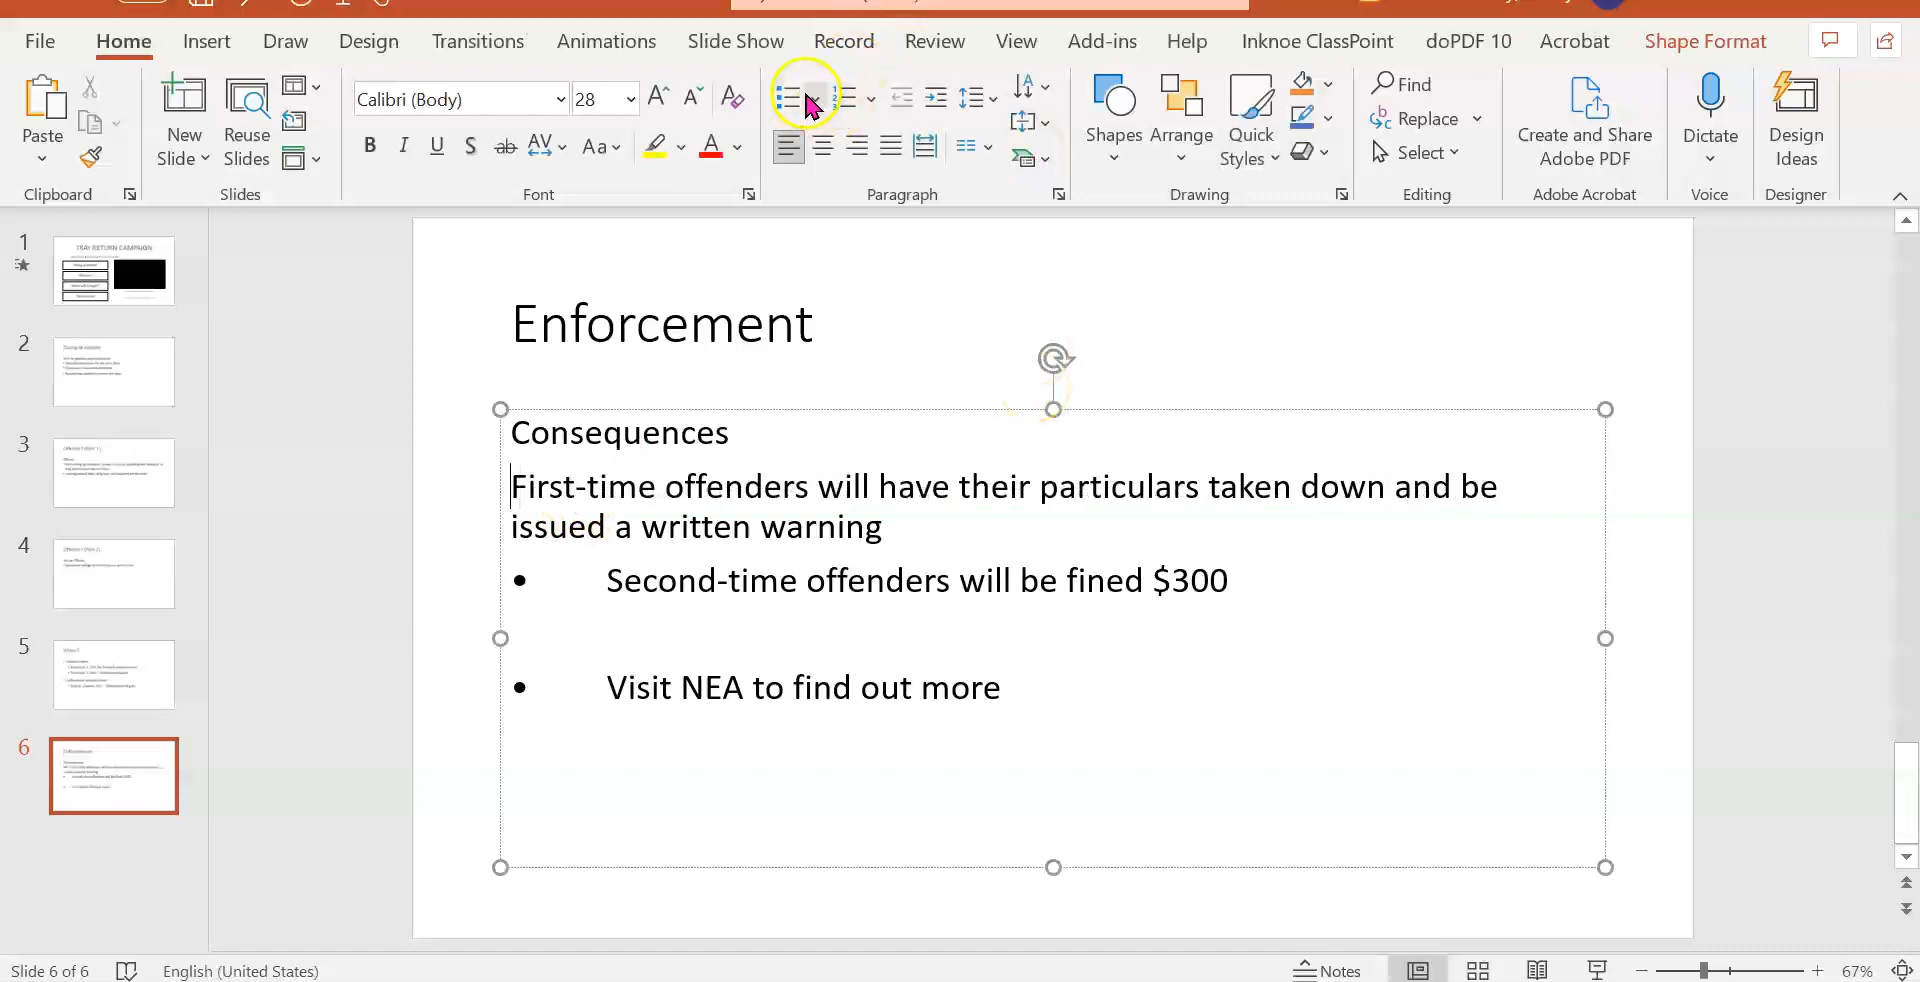 File Home Insert Draw Design Transitions Animations Slide Show Record Review View Add-ins Help Inknoe ClassPoint doPDF 10 Acrobat Shape Format
Calibri (Body) 28
Paste
New
Slide
Reuse
Slides
B I U S ab AV Aa A
Shapes Arrange Quick
Styles
Find
Replace
Select
Create and Share
Adobe PDF
Dictate
Design
Ideas
Clipboard Slides Font Paragraph Drawing Editing Adobe Acrobat Voice Designer
1
TRAY RETURN CAMPAIGN
2
3
4
5
6
Enforcement
Consequences
First-time offenders will have their particulars taken down and be
issued a written warning
• Second-time offenders will be fined $300
• Visit NEA to find out more
Slide 6 of 6 English (United States) Notes 67%